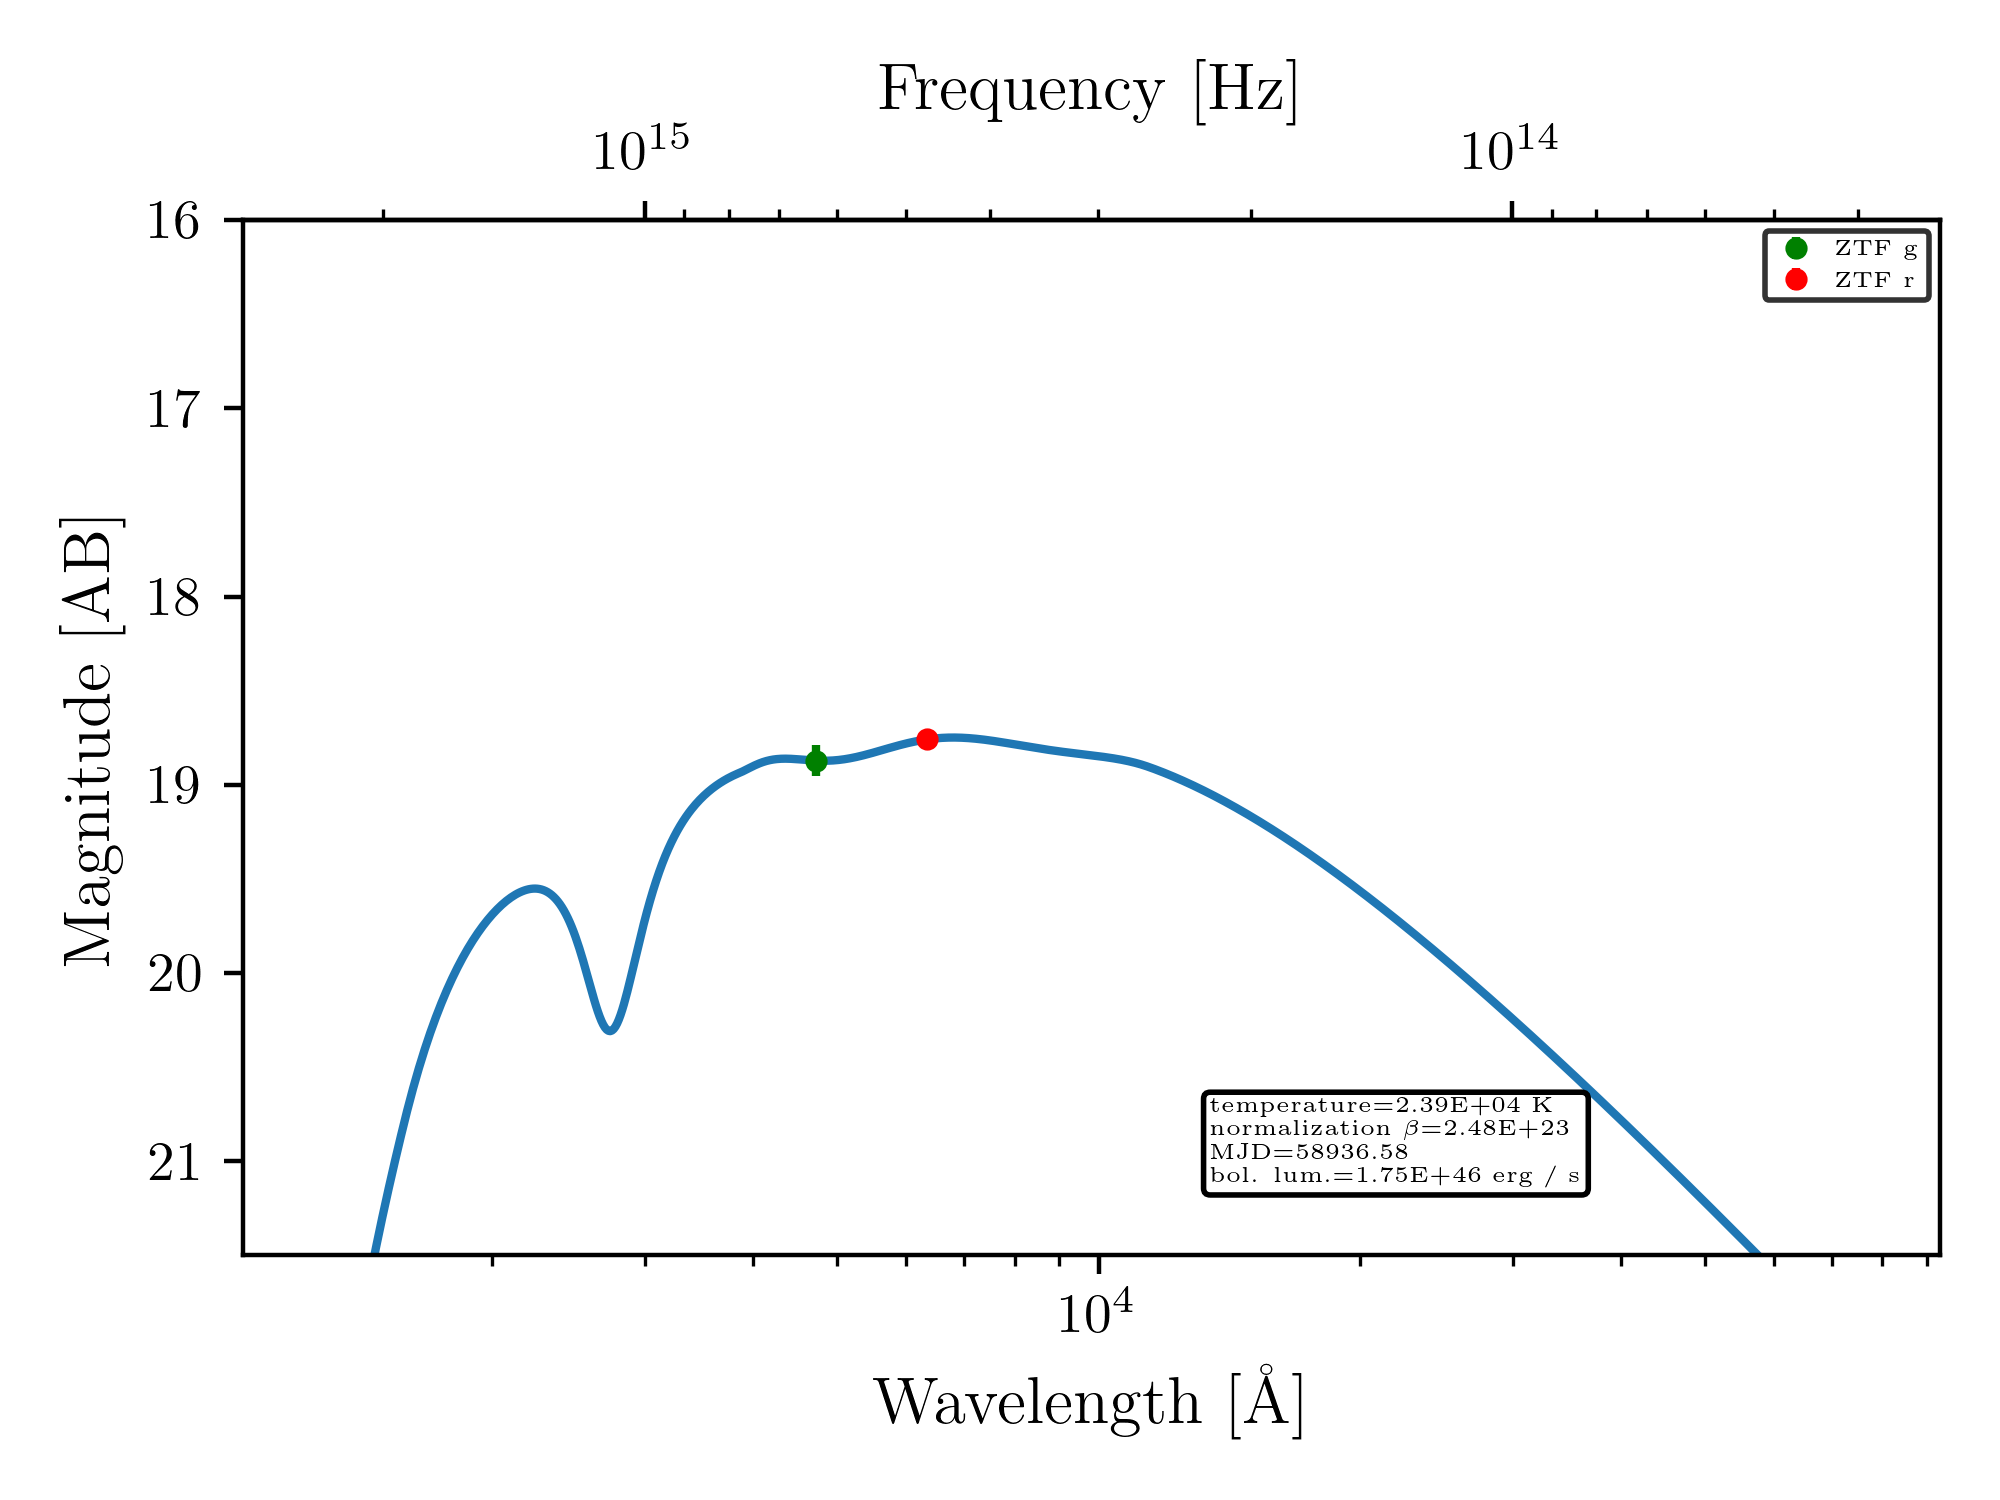 Frequency [Hz]
10^15
10^14
16
17
18
19
20
21
Magnitude [AB]
ZTF g
ZTF r
temperature=2.39E+04 K
normalization β=2.48E+23
MJD=58936.58
bol. lum.=1.75E+46 erg / s
10^4
Wavelength [Å]